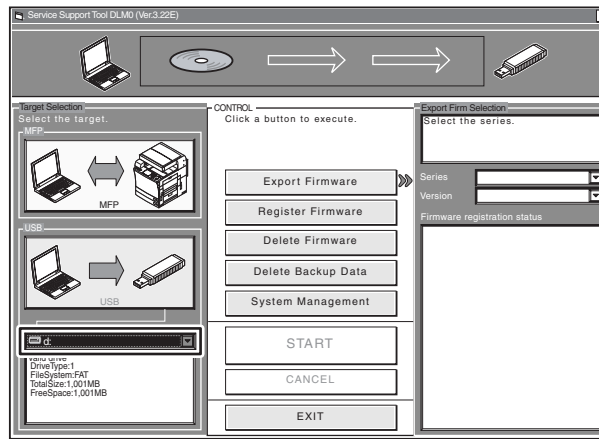 Service Support Tool DLM0 (Ver.3.22E)
Target Selection
Select the target.
MFP
MFP
USB
USB
d:
Valid drive
DriveType:1
FileSystem:FAT
TotalSize:1,001MB
FreeSpace:1,001MB
CONTROL
Click a button to execute.
Export Firmware
Register Firmware
Delete Firmware
Delete Backup Data
System Management
START
CANCEL
EXIT
Export Firm Selection
Select the series.
Series
Version
Firmware registration status